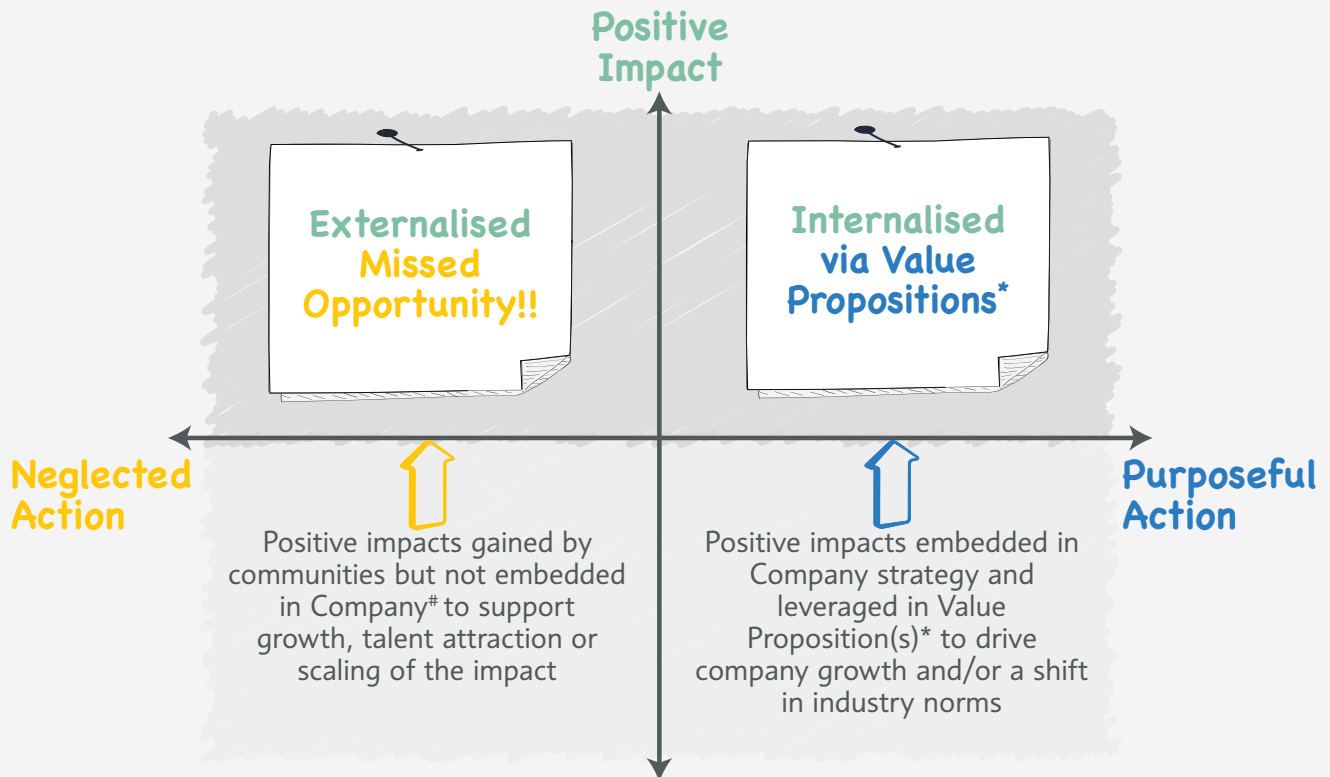 Positive
Impact
Externalised
Missed
Opportunity!!
Internalised
via Value
Propositions*
Neglected
Action
Purposeful
Action
Positive impacts gained by
communities but not embedded
in Company# to support
growth, talent attraction or
scaling of the impact
Positive impacts embedded in
Company strategy and
leveraged in Value
Proposition(s)* to drive
company growth and/or a shift
in industry norms